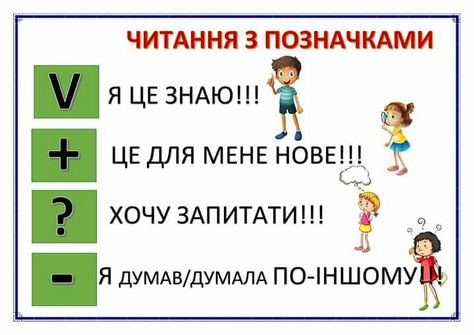 ЧИТАННЯ З ПОЗНАЧКАМИ
V Я ЦЕ ЗНАЮ!!!
+ ЦЕ ДЛЯ МЕНЕ НОВЕ!!!
? ХОЧУ ЗАПИТАТИ!!!
- Я ДУМАВ/ДУМАЛА ПО-ІНШОМУ!!!